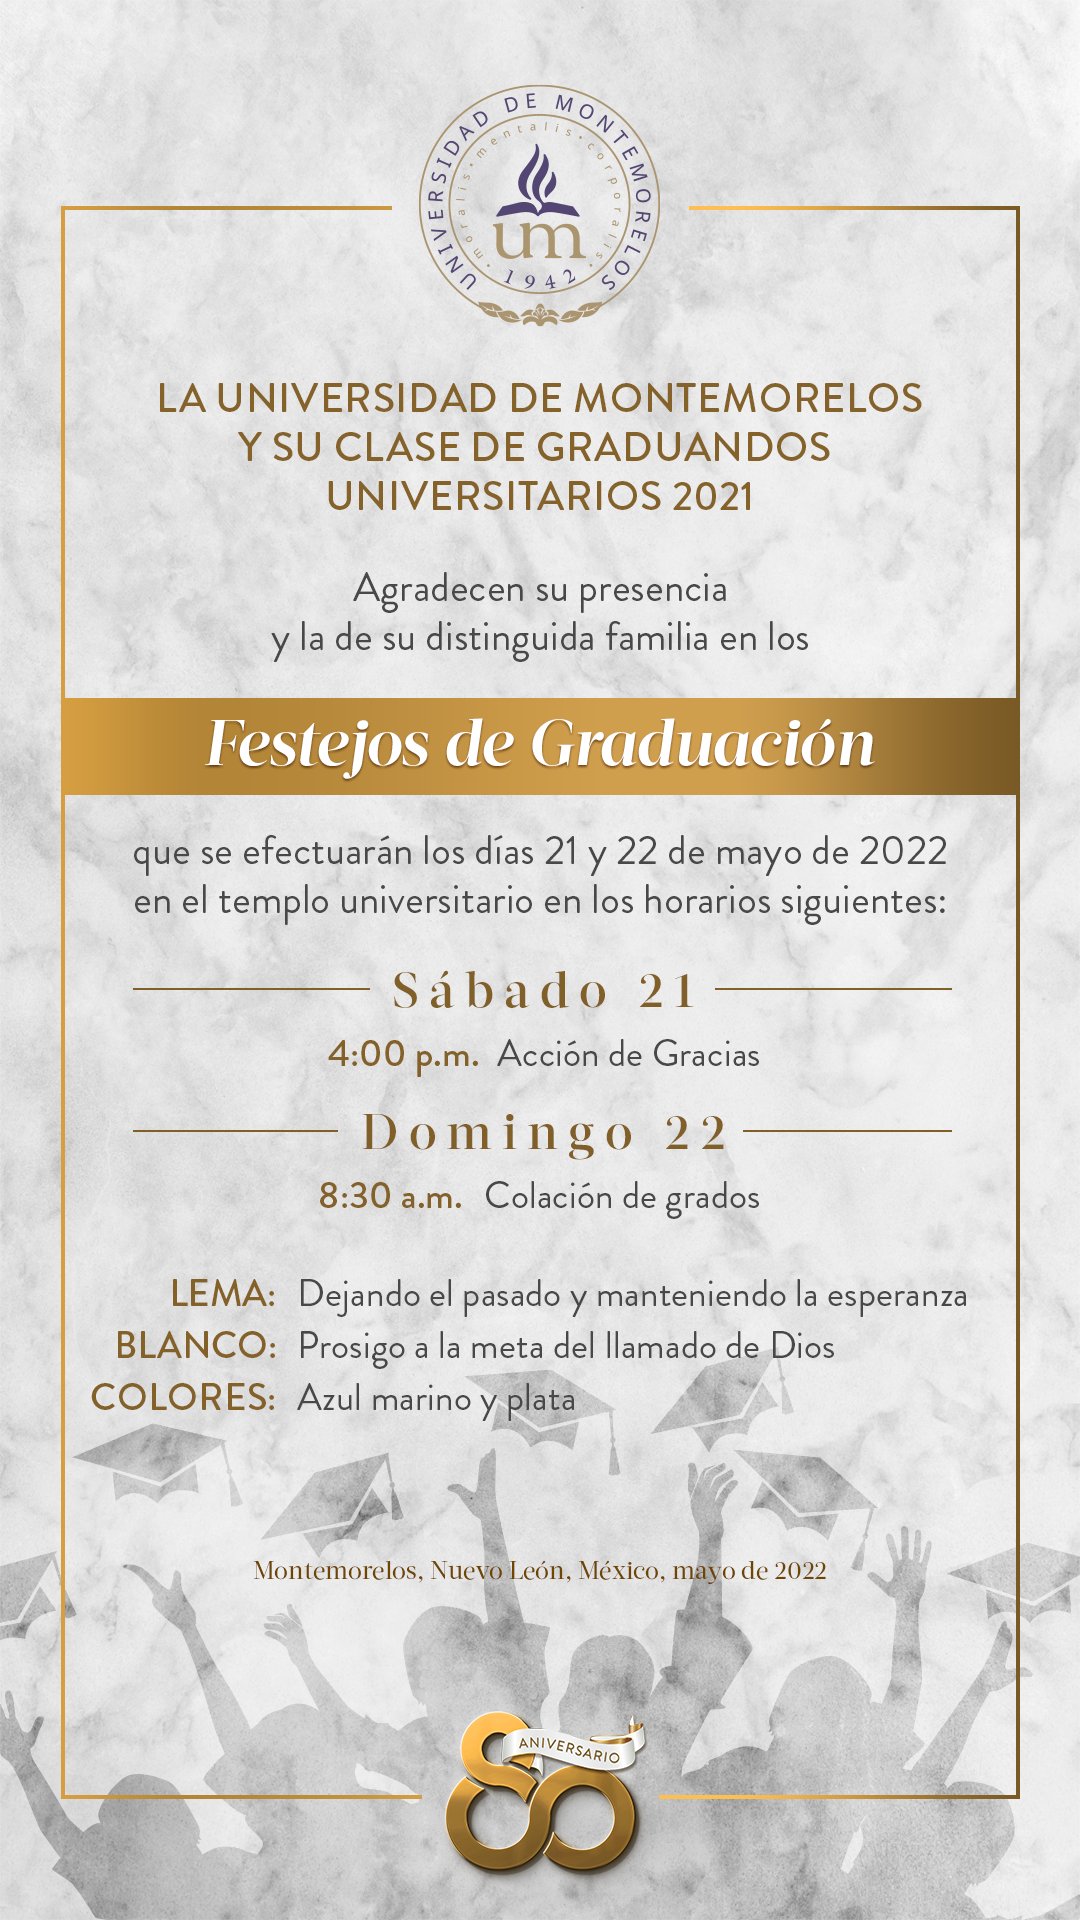 UNIVERSIDAD DE MONTEMORELOS
moralis • mentalis • corporalis
um
1942
LA UNIVERSIDAD DE MONTEMORELOS
Y SU CLASE DE GRADUANDOS
UNIVERSITARIOS 2021
Agradecen su presencia
y la de su distinguida familia en los
Festejos de Graduación
que se efectuarán los días 21 y 22 de mayo de 2022
en el templo universitario en los horarios siguientes:
Sábado 21
4:00 p.m. Acción de Gracias
Domingo 22
8:30 a.m. Colación de grados
LEMA: Dejando el pasado y manteniendo la esperanza
BLANCO: Prosigo a la meta del llamado de Dios
COLORES: Azul marino y plata
Montemorelos, Nuevo León, México, mayo de 2022
ANIVERSARIO
80